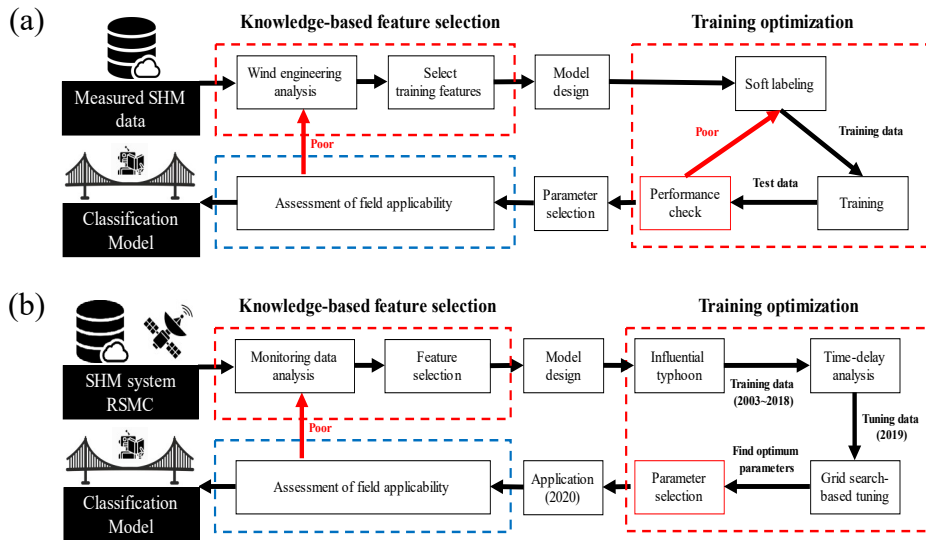 (a)
Knowledge-based feature selection
Training optimization
Measured SHM
data
Wind engineering
analysis
Select
training features
Model
design
Soft labeling
Poor
Training data
Poor
Classification
Model
Assessment of field applicability
Parameter
selection
Performance
check
Test data
Training
(b)
Knowledge-based feature selection
Training optimization
SHM system
RSMC
Monitoring data
analysis
Feature
selection
Model
design
Influential
typhoon
Training data
(2003~2018)
Time-delay
analysis
Poor
Tuning data
(2019)
Classification
Model
Assessment of field applicability
Application
(2020)
Parameter
selection
Find optimum
parameters
Grid search-
based tuning